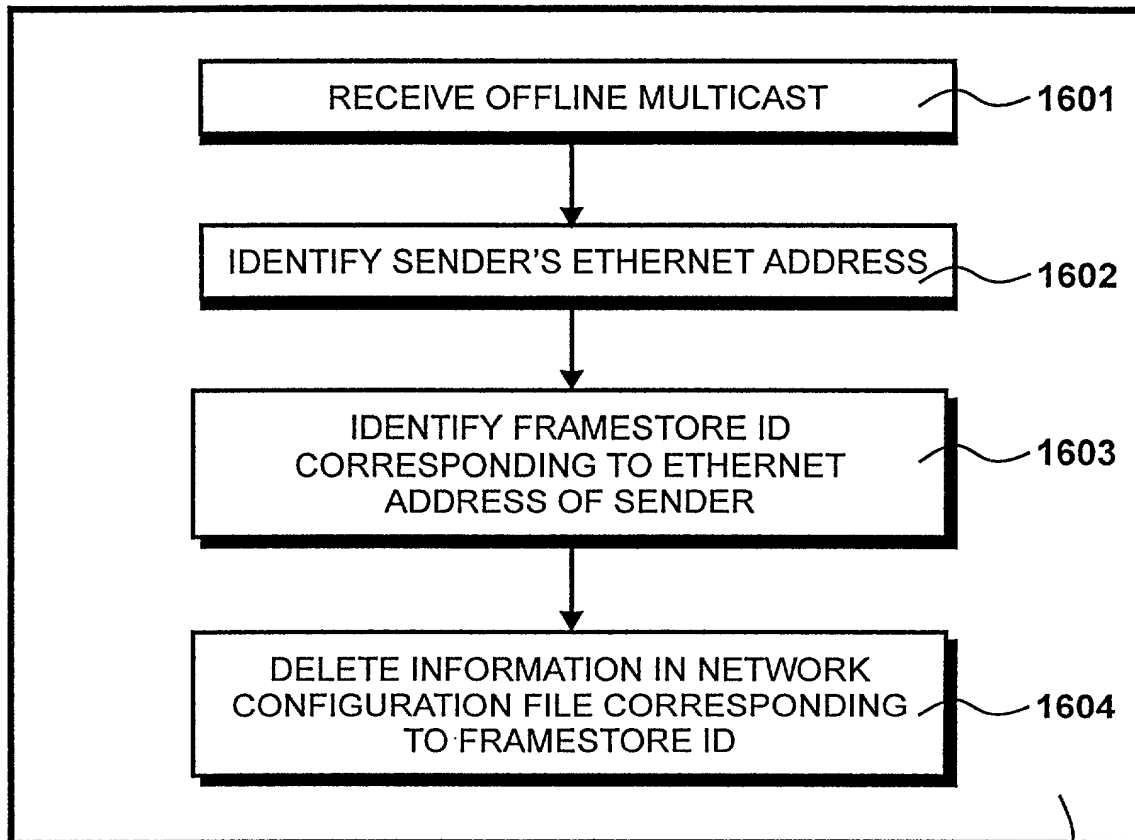 RECEIVE OFFLINE MULTICAST
1601
IDENTIFY SENDER'S ETHERNET ADDRESS
1602
IDENTIFY FRAMESTORE ID
CORRESPONDING TO ETHERNET
ADDRESS OF SENDER
1603
DELETE INFORMATION IN NETWORK
CONFIGURATION FILE CORRESPONDING
TO FRAMESTORE ID
1604